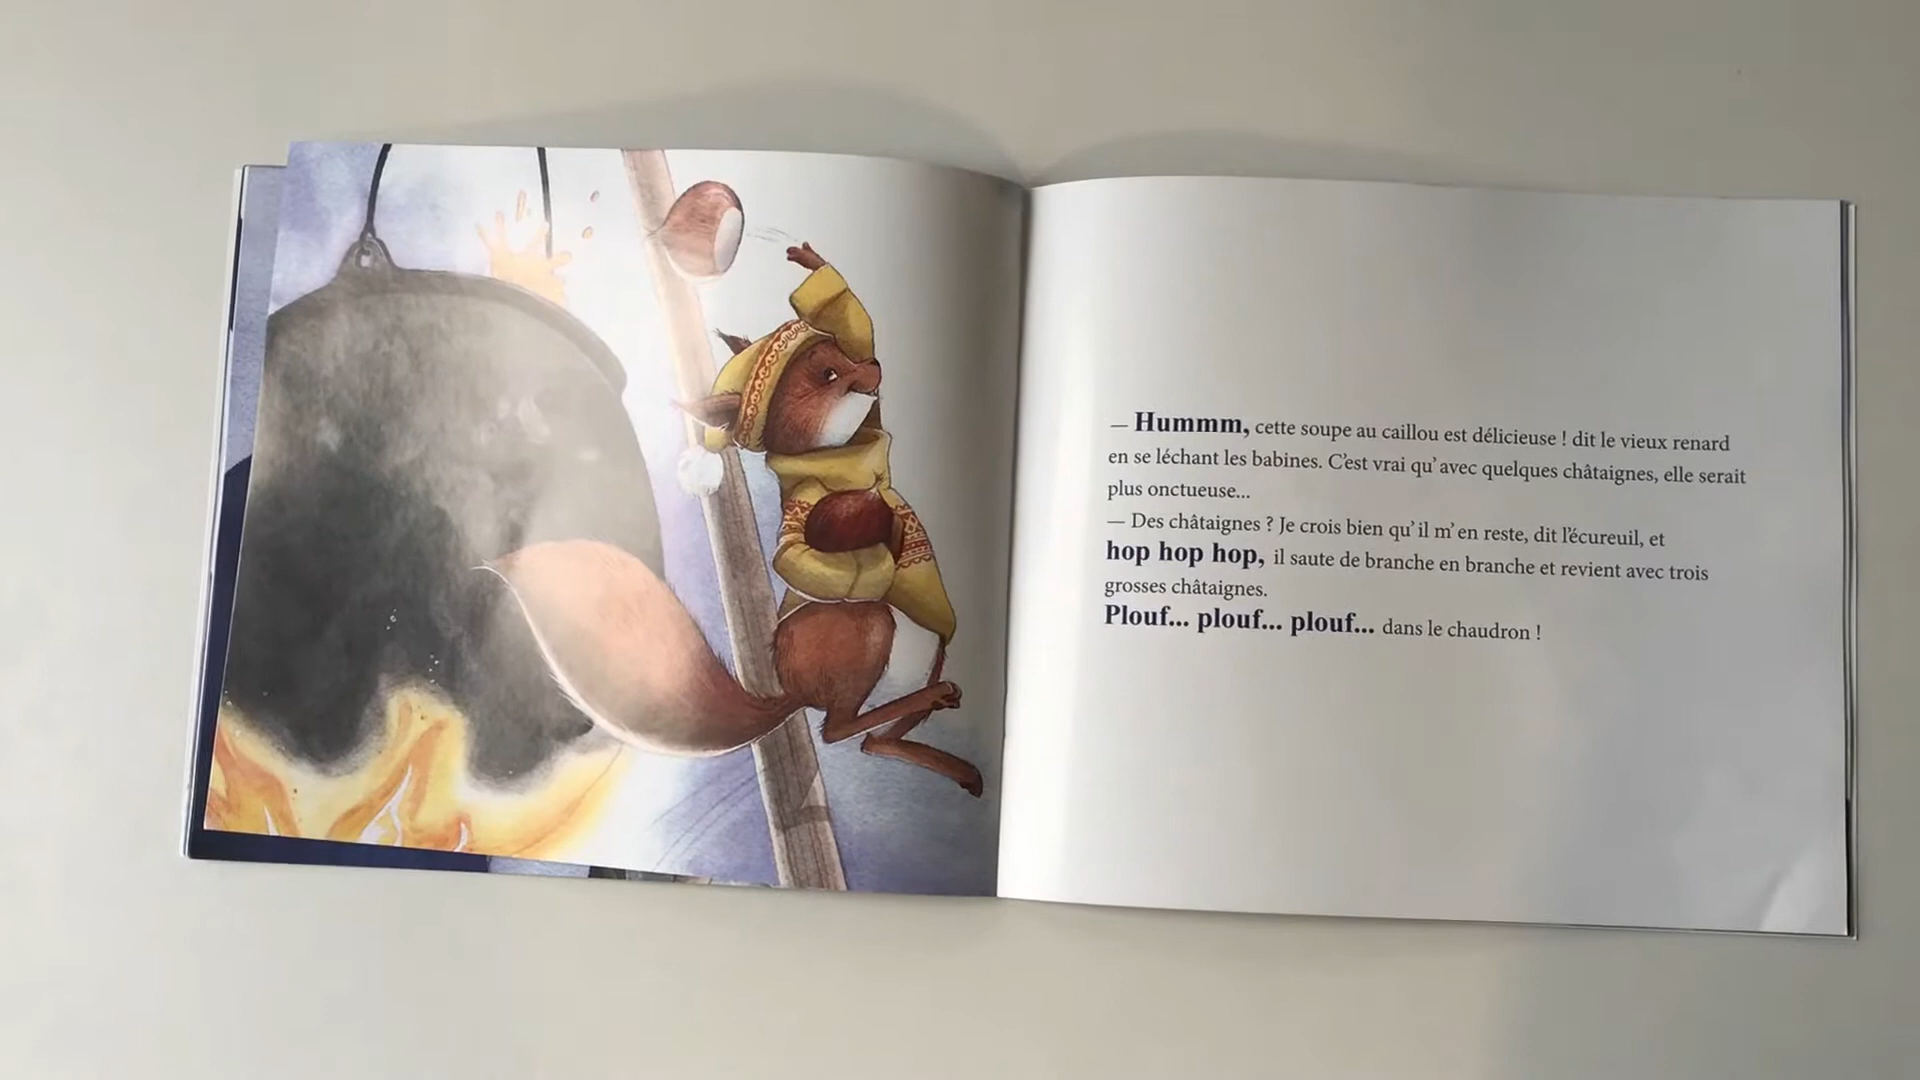 — Hummm, cette soupe au caillou est délicieuse ! dit le vieux renard
en se léchant les babines. C'est vrai qu'avec quelques châtaignes, elle serait
plus onctueuse...
— Des châtaignes ? Je crois bien qu'il m'en reste, dit l'écureuil, et
hop hop hop, il saute de branche en branche et revient avec trois
grosses châtaignes.
Plouf... plouf... plouf... dans le chaudron !